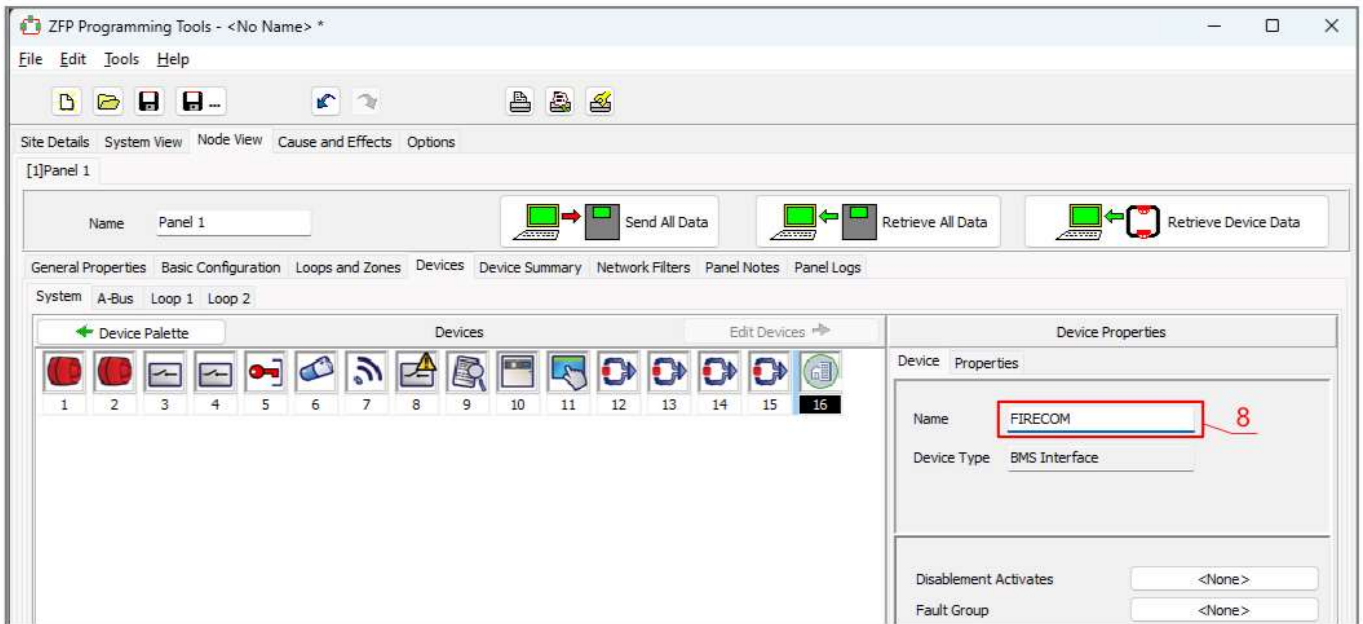 ZFP Programming Tools - <No Name> *
File Edit Tools Help
...
Site Details System View Node View Cause and Effects Options
[1]Panel 1
Name Panel 1 Send All Data Retrieve All Data Retrieve Device Data
General Properties Basic Configuration Loops and Zones Devices Device Summary Network Filters Panel Notes Panel Logs
System A-Bus Loop 1 Loop 2
Device Palette Devices Edit Devices Device Properties
Device Properties
1 2 3 4 5 6 7 8 9 10 11 12 13 14 15 16
Name FIRECOM 8
Device Type BMS Interface
Disablement Activates <None>
Fault Group <None>